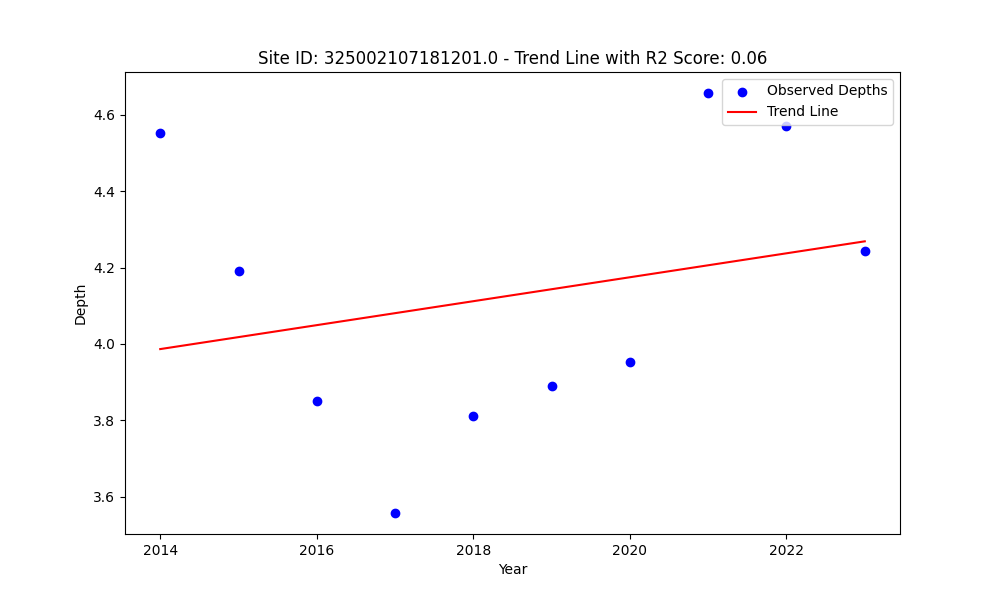 Site ID: 325002107181201.0 - Trend Line with R2 Score: 0.06
Observed Depths
Trend Line
4.6
4.4
4.2
4.0
3.8
3.6
Depth
2014
2016
2018
2020
2022
Year